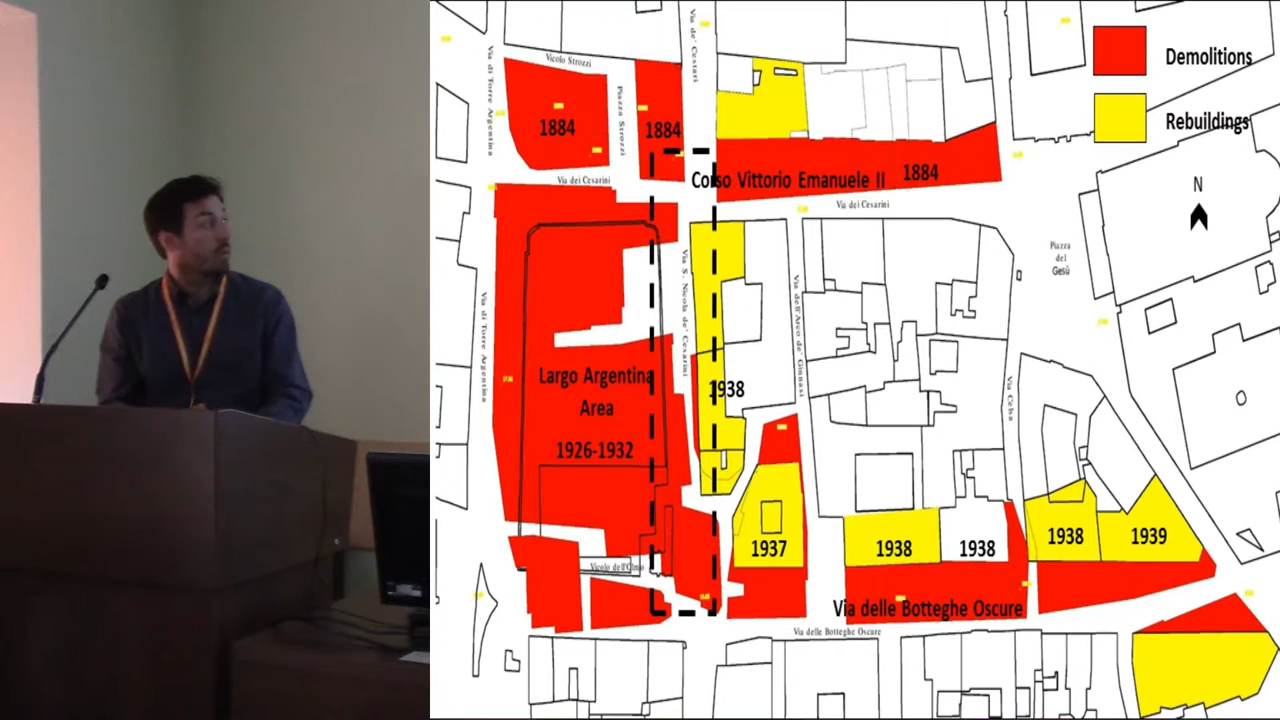 Demolitions
Rebuildings
N
Via di Torre Argentina
Vicolo Strozzi
Piazza Strozzi
Via de' Cestari
1884
1884
1884
Corso Vittorio Emanuele II
Via dei Cesarini
Via dei Cesarini
Piazza
del
Gesù
Via di Torre Argentina
Via S. Nicola de' Cesarini
Via dell'Arco de' Ginnasi
Via Celsa
Largo Argentina
Area
1926-1932
1938
1937
1938
1938
1938
1939
Vicolo dell'Olmo
Via delle Botteghe Oscure
Via delle Botteghe Oscure